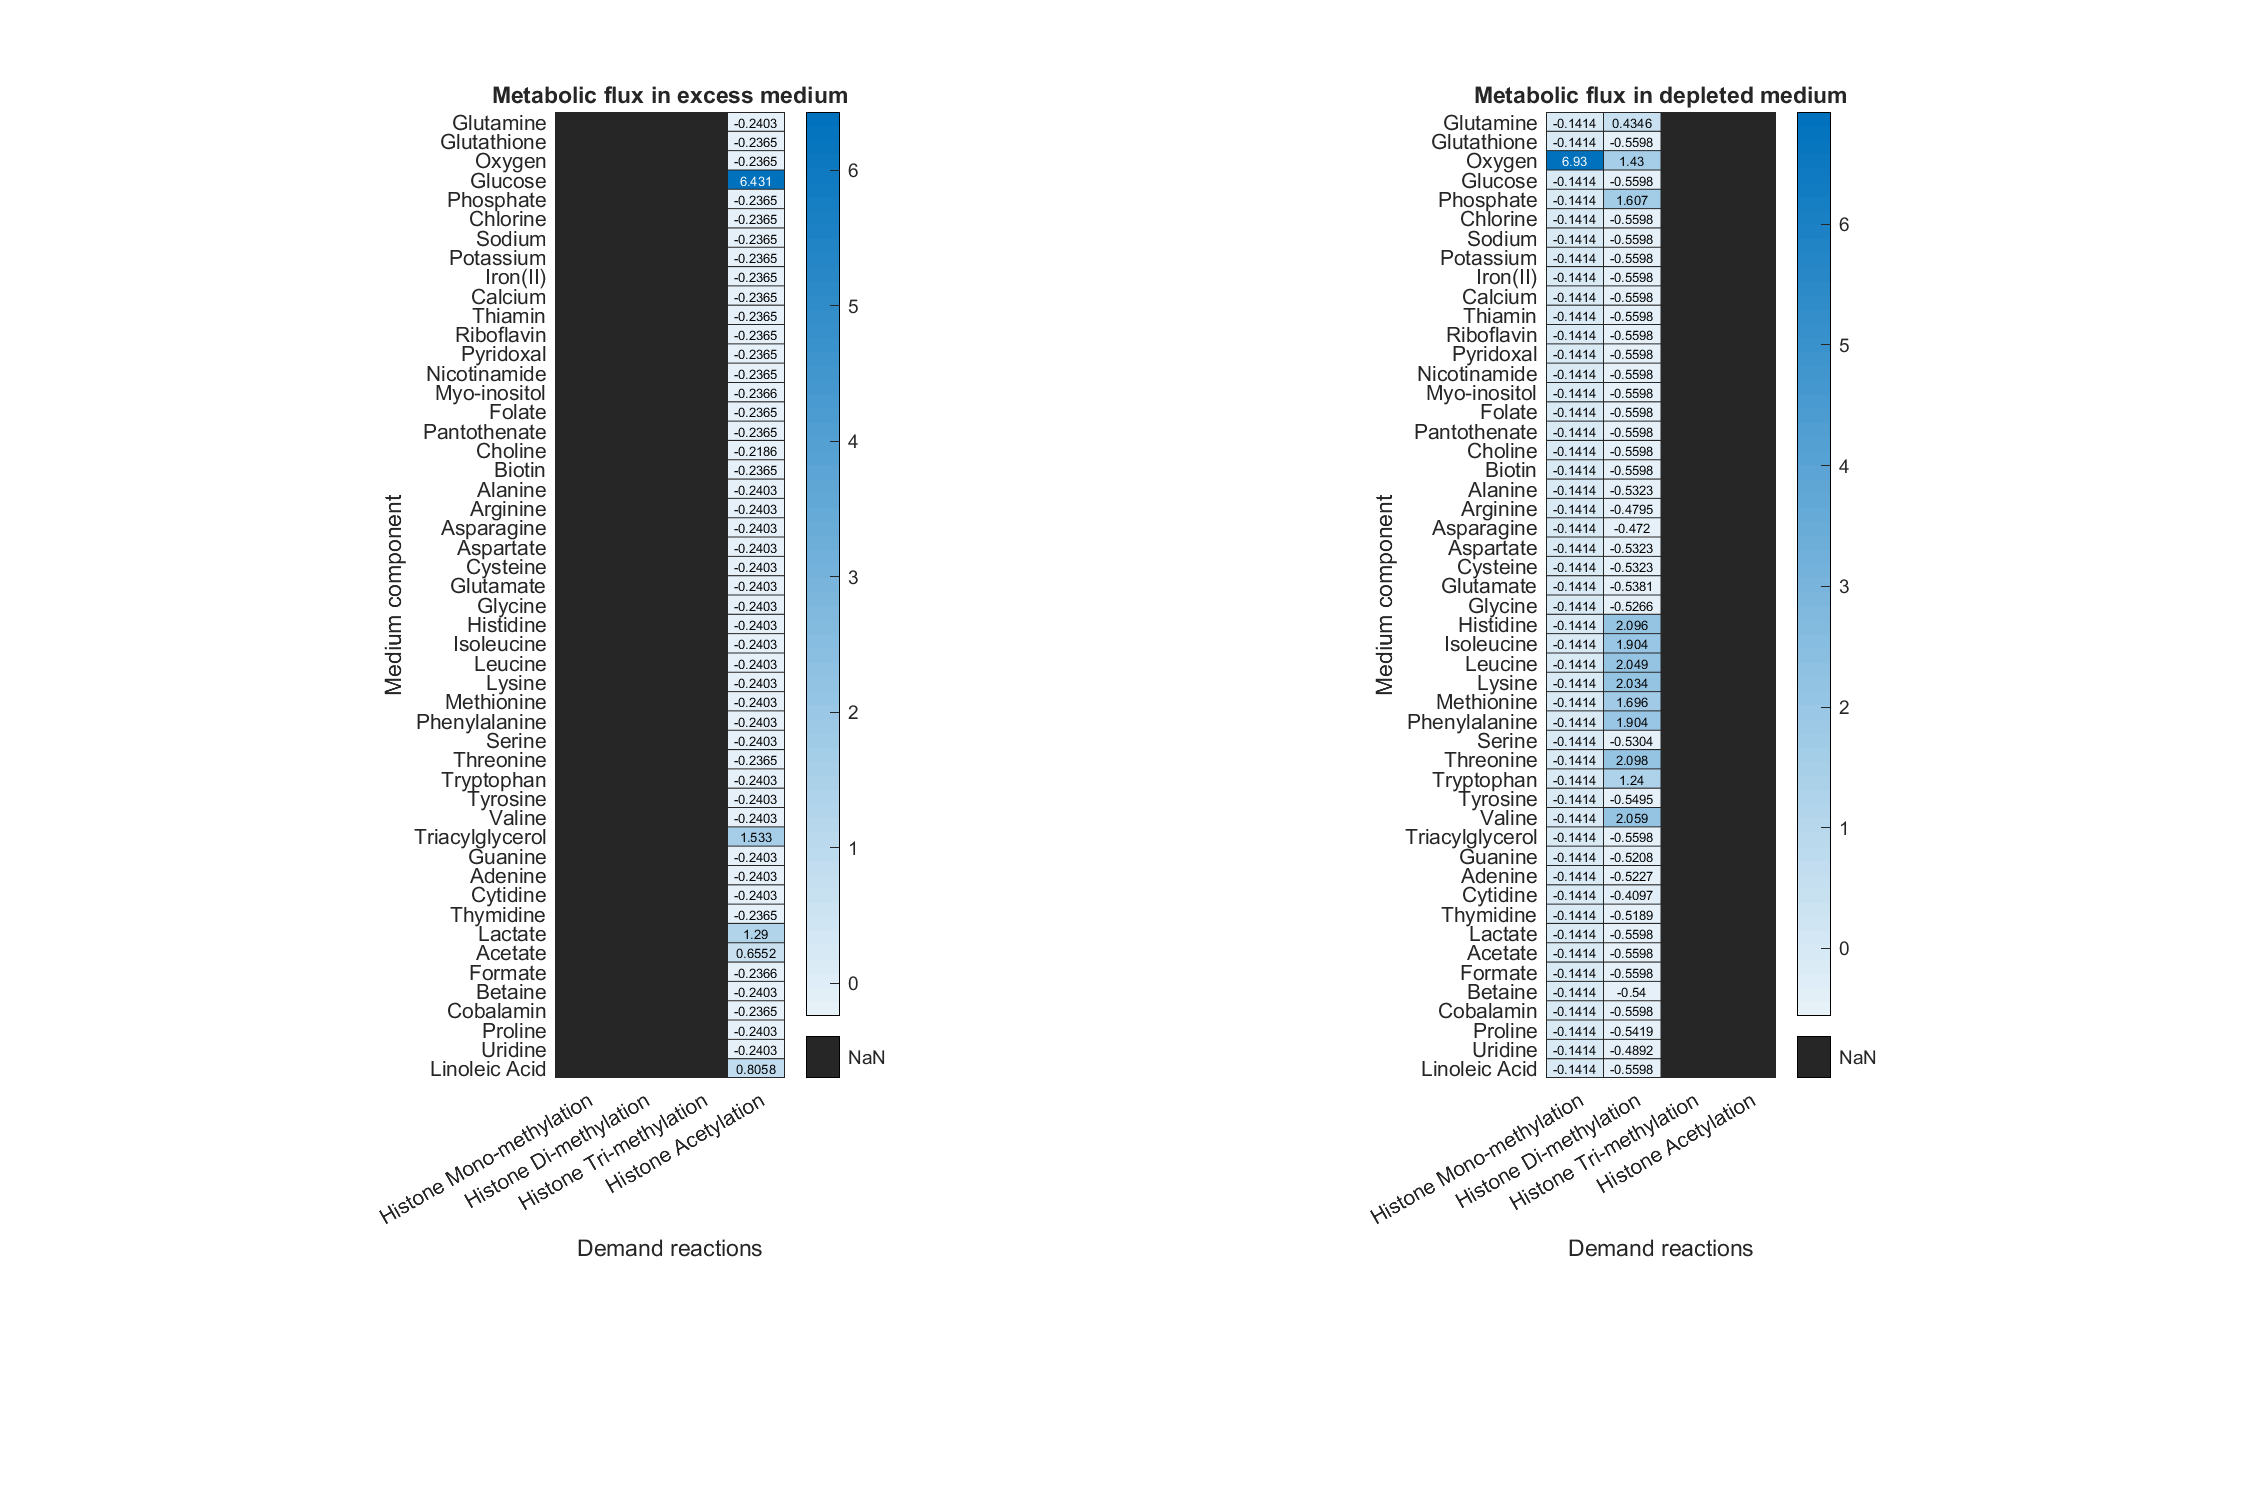 Metabolic flux in excess medium
Medium component
Glutamine -0.2403
Glutathione -0.2365
Oxygen -0.2365
Glucose 6.431
Phosphate -0.2365
Chlorine -0.2365
Sodium -0.2365
Potassium -0.2365
Iron(II) -0.2365
Calcium -0.2365
Thiamin -0.2365
Riboflavin -0.2365
Pyridoxal -0.2365
Nicotinamide -0.2365
Myo-inositol -0.2366
Folate -0.2365
Pantothenate -0.2365
Choline -0.2186
Biotin -0.2365
Alanine -0.2403
Arginine -0.2403
Asparagine -0.2403
Aspartate -0.2403
Cysteine -0.2403
Glutamate -0.2403
Glycine -0.2403
Histidine -0.2403
Isoleucine -0.2403
Leucine -0.2403
Lysine -0.2403
Methionine -0.2403
Phenylalanine -0.2403
Serine -0.2403
Threonine -0.2365
Tryptophan -0.2403
Tyrosine -0.2403
Valine -0.2403
Triacylglycerol 1.533
Guanine -0.2403
Adenine -0.2403
Cytidine -0.2403
Thymidine -0.2365
Lactate 1.29
Acetate 0.6552
Formate -0.2366
Betaine -0.2403
Cobalamin -0.2365
Proline -0.2403
Uridine -0.2403
Linoleic Acid 0.8058
6
5
4
3
2
1
0
NaN
Histone Mono-methylation
Histone Di-methylation
Histone Tri-methylation
Histone Acetylation
Demand reactions
Metabolic flux in depleted medium
Medium component
Glutamine -0.1414 0.4346
Glutathione -0.1414 -0.5598
Oxygen 6.93 1.43
Glucose -0.1414 -0.5598
Phosphate -0.1414 1.607
Chlorine -0.1414 -0.5598
Sodium -0.1414 -0.5598
Potassium -0.1414 -0.5598
Iron(II) -0.1414 -0.5598
Calcium -0.1414 -0.5598
Thiamin -0.1414 -0.5598
Riboflavin -0.1414 -0.5598
Pyridoxal -0.1414 -0.5598
Nicotinamide -0.1414 -0.5598
Myo-inositol -0.1414 -0.5598
Folate -0.1414 -0.5598
Pantothenate -0.1414 -0.5598
Choline -0.1414 -0.5598
Biotin -0.1414 -0.5598
Alanine -0.1414 -0.5323
Arginine -0.1414 -0.4795
Asparagine -0.1414 -0.472
Aspartate -0.1414 -0.5323
Cysteine -0.1414 -0.5323
Glutamate -0.1414 -0.5381
Glycine -0.1414 -0.5266
Histidine -0.1414 2.096
Isoleucine -0.1414 1.904
Leucine -0.1414 2.049
Lysine -0.1414 2.034
Methionine -0.1414 1.696
Phenylalanine -0.1414 1.904
Serine -0.1414 -0.5304
Threonine -0.1414 2.098
Tryptophan -0.1414 1.24
Tyrosine -0.1414 -0.5495
Valine -0.1414 2.059
Triacylglycerol -0.1414 -0.5598
Guanine -0.1414 -0.5208
Adenine -0.1414 -0.5227
Cytidine -0.1414 -0.4097
Thymidine -0.1414 -0.5189
Lactate -0.1414 -0.5598
Acetate -0.1414 -0.5598
Formate -0.1414 -0.5598
Betaine -0.1414 -0.54
Cobalamin -0.1414 -0.5598
Proline -0.1414 -0.5419
Uridine -0.1414 -0.4892
Linoleic Acid -0.1414 -0.5598
6
5
4
3
2
1
0
NaN
Histone Mono-methylation
Histone Di-methylation
Histone Tri-methylation
Histone Acetylation
Demand reactions